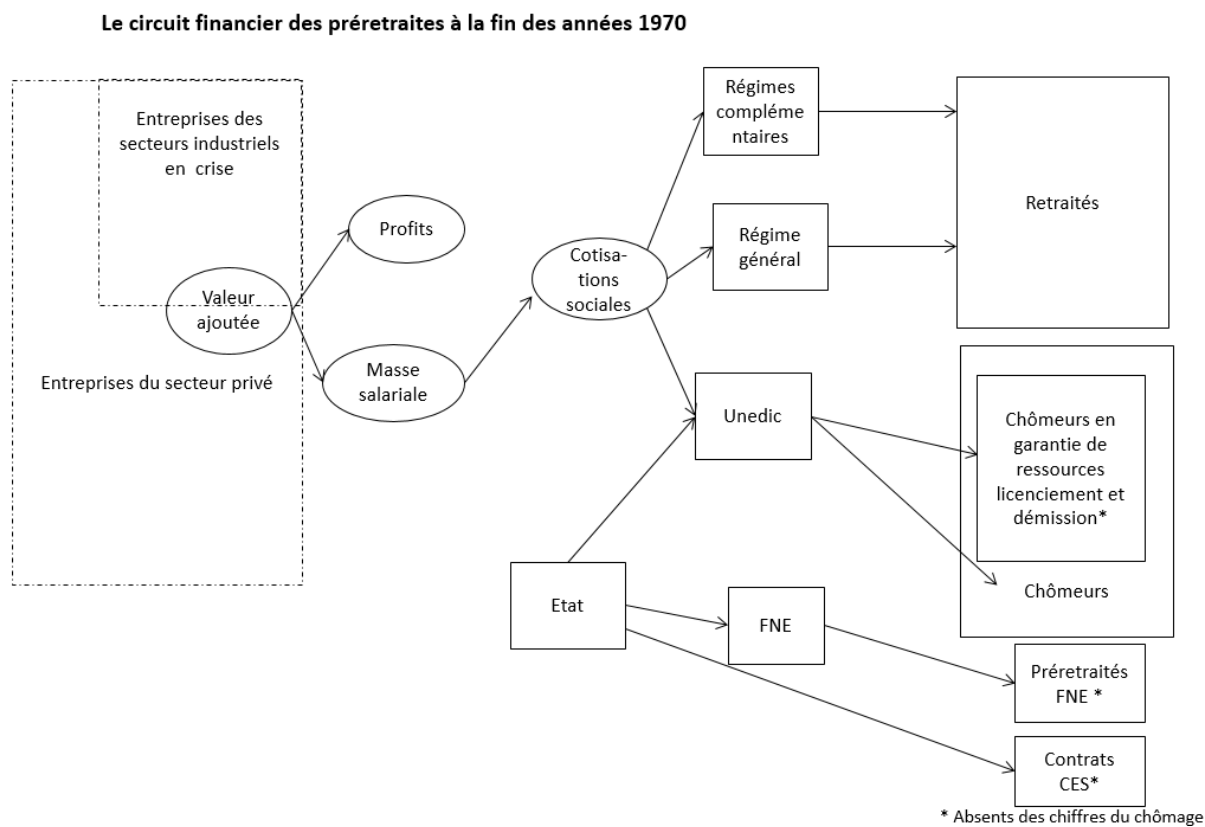 Le circuit financier des préretraites à la fin des années 1970
Entreprises des
secteurs industriels
en crise
Valeur
ajoutée
Entreprises du secteur privé
Profits
Masse
salariale
Cotisa-
tions
sociales
Régimes
compléme
ntaires
Régime
général
Retraités
Unedic
Chômeurs en
garantie de
ressources
licenciement et
démission*
Chômeurs
Etat
FNE
Préretraités
FNE *
Contrats
CES*
* Absents des chiffres du chômage